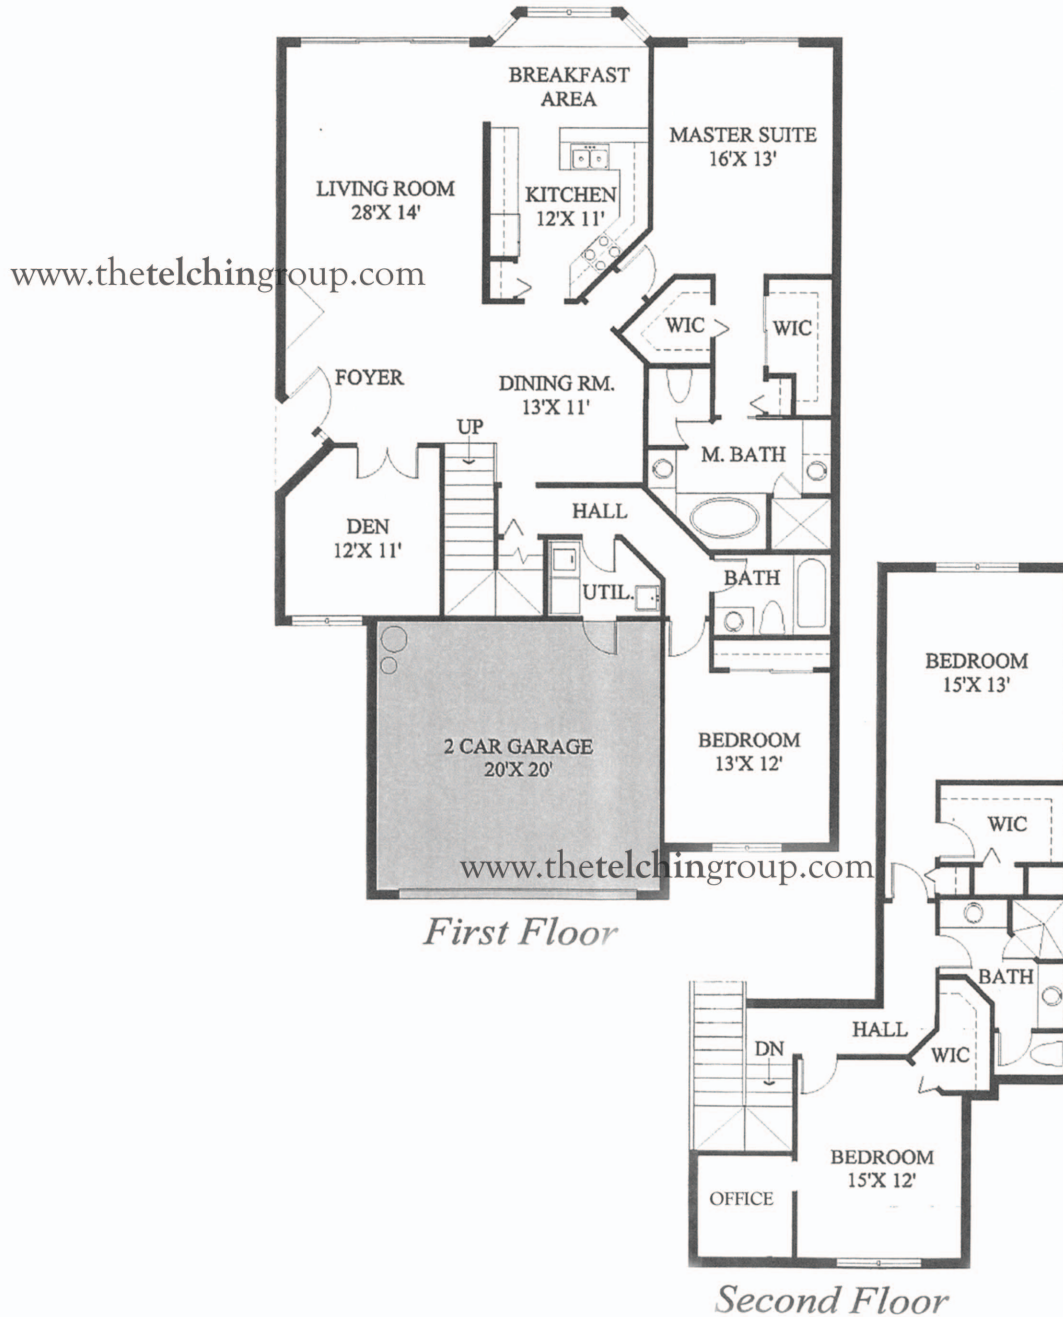 BREAKFAST
AREA
MASTER SUITE
16'X 13'
LIVING ROOM
28'X 14'
KITCHEN
12'X 11'
www.thetelchingroup.com
WIC
WIC
FOYER
DINING RM.
13'X 11'
UP
M. BATH
DEN
12'X 11'
HALL
UTIL.
BATH
2 CAR GARAGE
20'X 20'
BEDROOM
13'X 12'
www.thetelchingroup.com
First Floor
BEDROOM
15'X 13'
WIC
BATH
HALL
DN
WIC
BEDROOM
15'X 12'
OFFICE
Second Floor